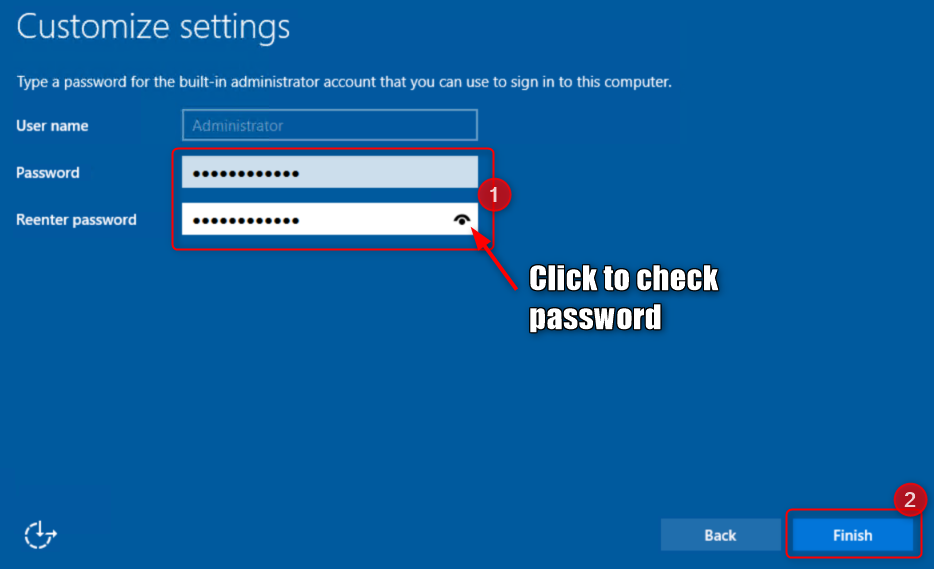 Customize settings
Type a password for the built-in administrator account that you can use to sign in to this computer.
User name Administrator
Password ●●●●●●●●●●●●
1
Reenter password ●●●●●●●●●●●●
Click to check
password
2
Back Finish